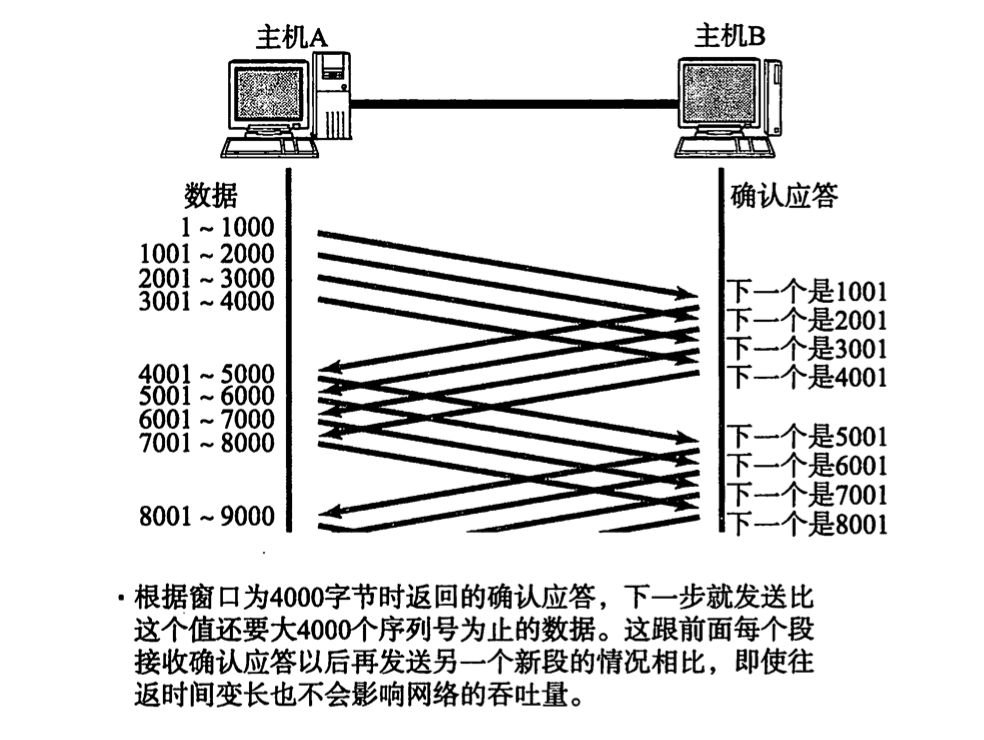 主机A
主机B
数据
确认应答
1 ~ 1000
1001 ~ 2000
2001 ~ 3000
3001 ~ 4000
下一个是1001
下一个是2001
下一个是3001
下一个是4001
4001 ~ 5000
5001 ~ 6000
6001 ~ 7000
7001 ~ 8000
下一个是5001
下一个是6001
下一个是7001
下一个是8001
8001 ~ 9000
· 根据窗口为4000字节时返回的确认应答，下一步就发送比
这个值还要大4000个序列号为止的数据。这跟前面每个段
接收确认应答以后再发送另一个新段的情况相比，即使往
返时间变长也不会影响网络的吞吐量。